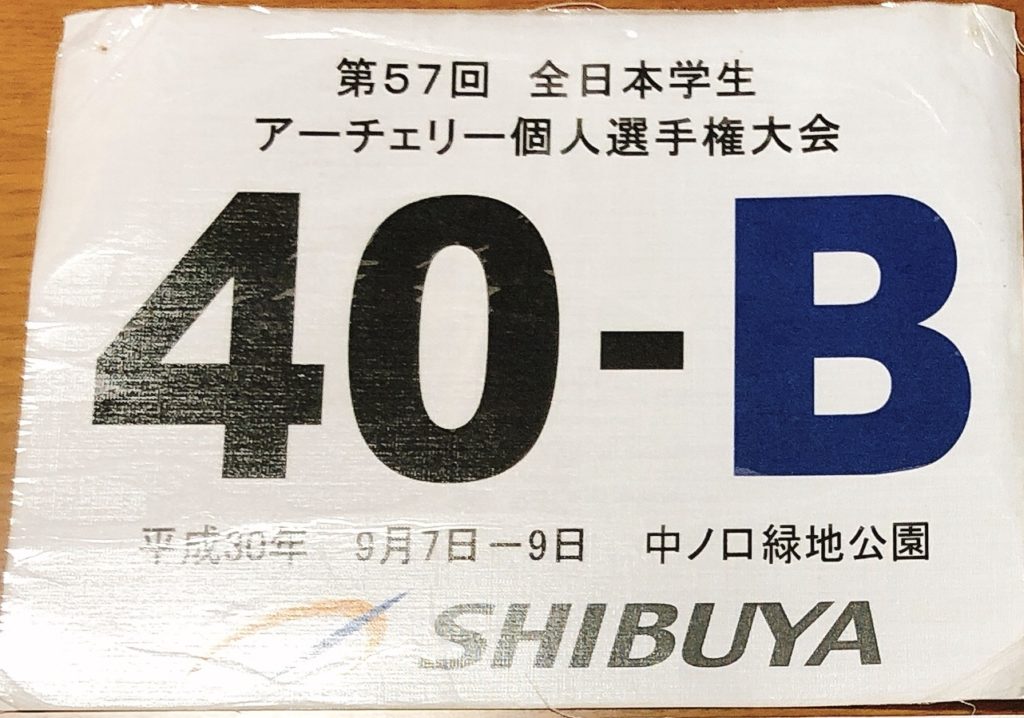 第57回 全日本学生
アーチェリー個人選手権大会
40-B
平成30年 9月7日－9日 中ノ口緑地公園
SHIBUYA